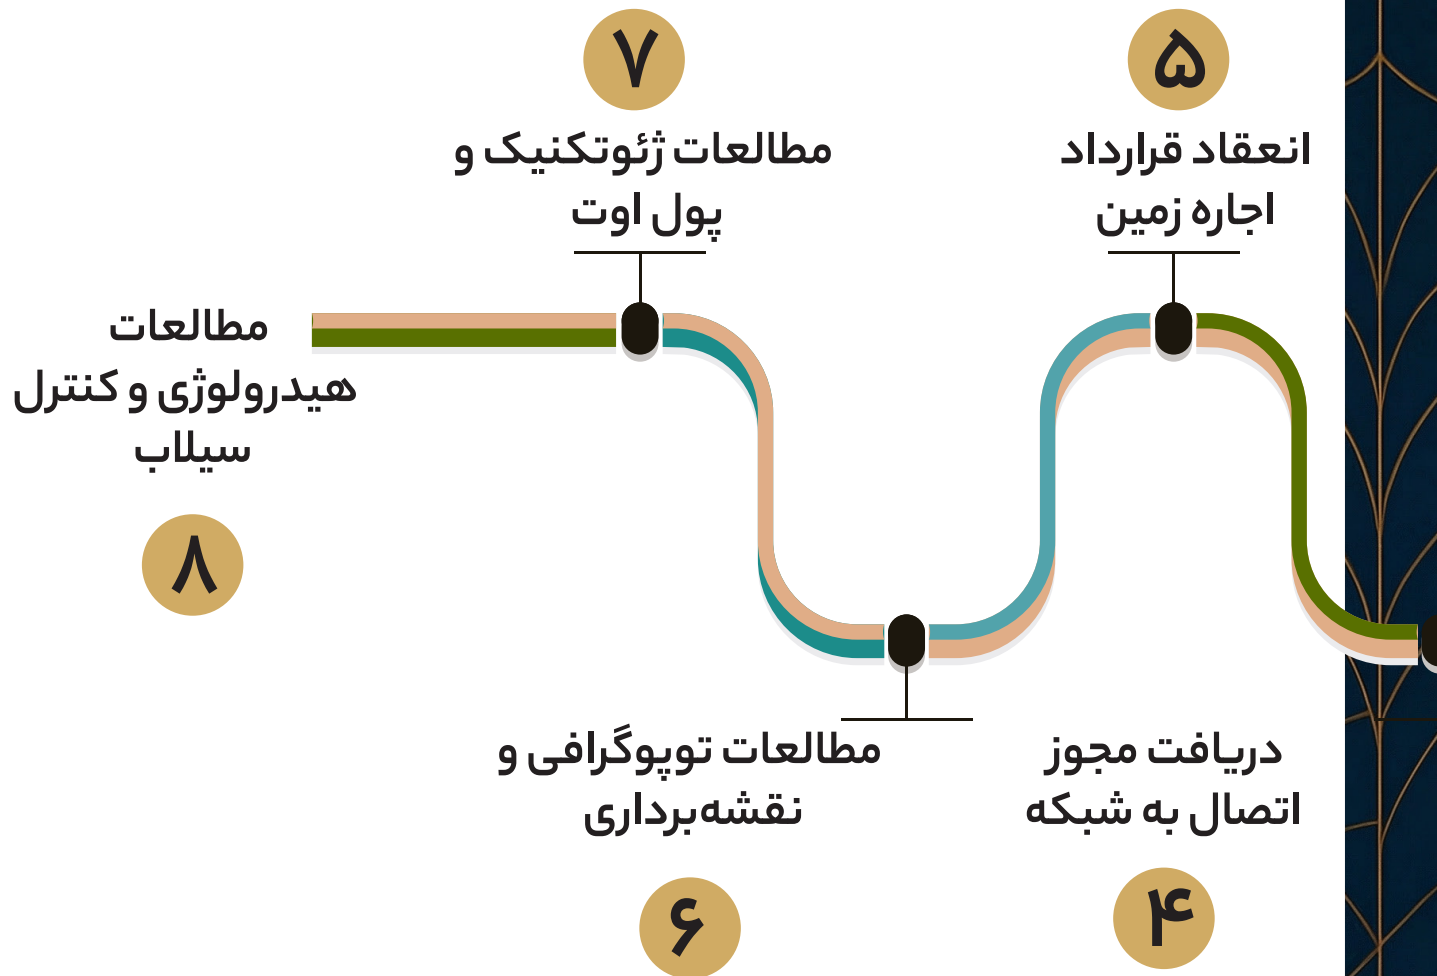 ۵
انعقاد قرارداد
اجاره زمین
۷
مطالعات ژئوتکنیک و
پول اوت
مطالعات
هیدرولوژی و کنترل
سیلاب
۸
دریافت مجوز
اتصال به شبکه
۴
مطالعات توپوگرافی و
نقشه‌برداری
۶